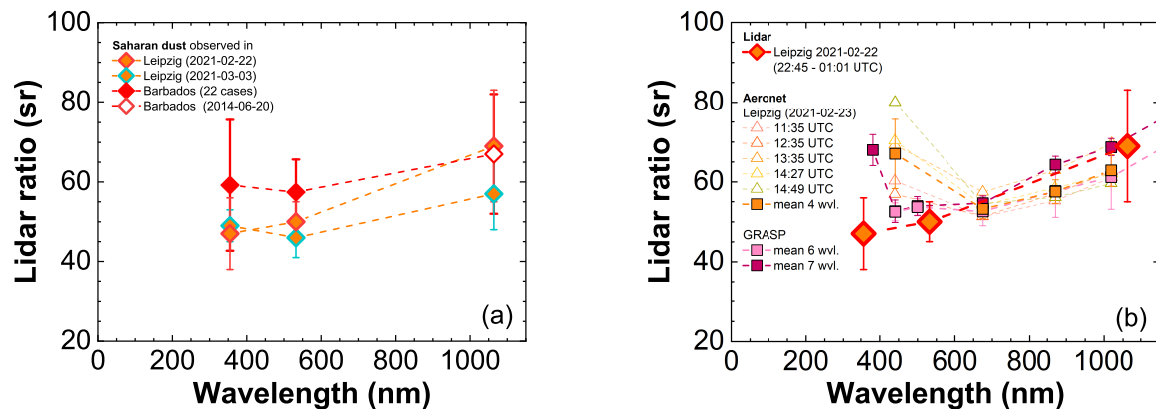 100
80
60
40
20
0
200
400
600
800
1000
Lidar ratio (sr)
Wavelength (nm)
Saharan dust observed in
Leipzig (2021-02-22)
Leipzig (2021-03-03)
Barbados (22 cases)
Barbados (2014-06-20)
(a)
100
80
60
40
20
0
200
400
600
800
1000
Lidar ratio (sr)
Wavelength (nm)
Lidar
Leipzig 2021-02-22
(22:45 - 01:01 UTC)
Aeronet
Leipzig (2021-02-23)
11:35 UTC
12:35 UTC
13:35 UTC
14:27 UTC
14:49 UTC
mean 4 wvl.
GRASP
mean 6 wvl.
mean 7 wvl.
(b)